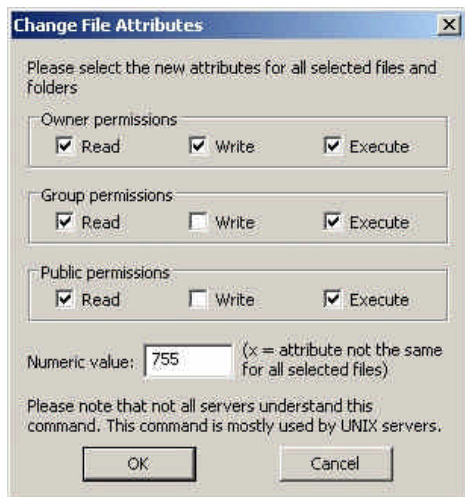 Change File Attributes
Please select the new attributes for all selected files and
folders
Owner permissions
Read Write Execute
Group permissions
Read Write Execute
Public permissions
Read Write Execute
Numeric value: 755 (x = attribute not the same
for all selected files)
Please note that not all servers understand this
command. This command is mostly used by UNIX servers.
OK Cancel